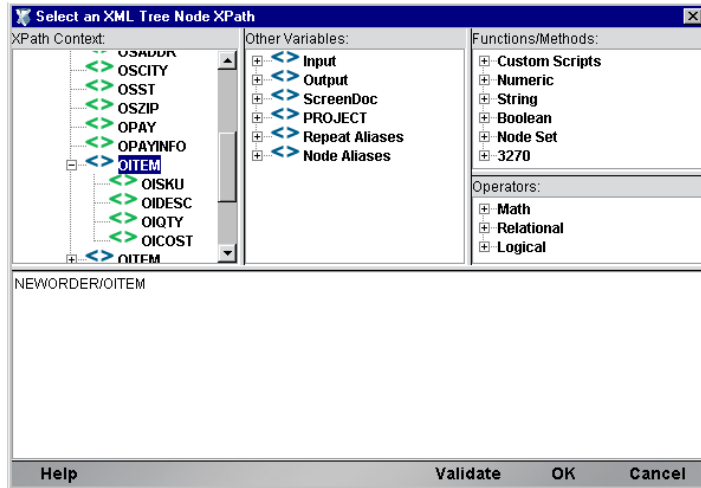 Select an XML Tree Node XPath
XPath Context:
OSADDR
OSCITY
OSST
OSZIP
OPAY
OPAYINFO
OITEM
OISKU
OIDESC
OIQTY
OICOST
OITEM
Other Variables:
Input
Output
ScreenDoc
PROJECT
Repeat Aliases
Node Aliases
Functions/Methods:
Custom Scripts
Numeric
String
Boolean
Node Set
3270
Operators:
Math
Relational
Logical
NEWORDER/OITEM
Help
Validate
OK
Cancel